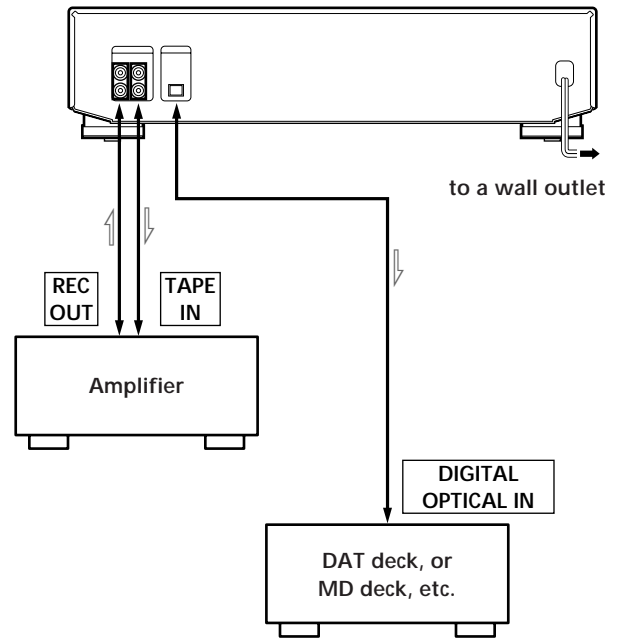 to a wall outlet
REC
OUT
TAPE
IN
Amplifier
DIGITAL
OPTICAL IN
DAT deck, or
MD deck, etc.